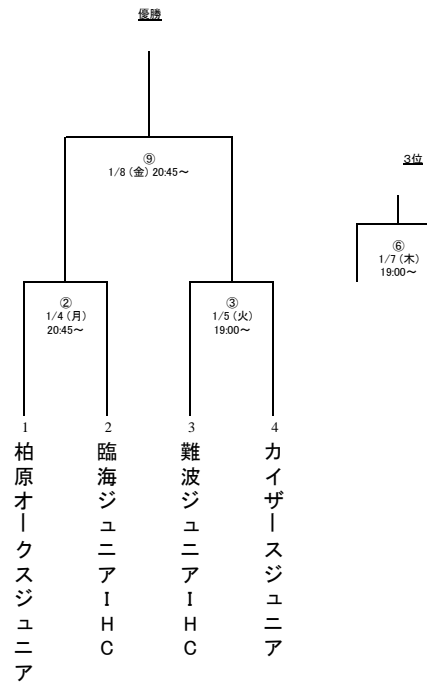 優勝
⑨
1/8（金）20:45～
3位
⑥
1/7（木）
19:00～
②
1/4（月）
20:45～
③
1/5（火）
19:00～
1
2
3
4
柏原オークスジュニア
臨海ジュニアIHC
難波ジュニアIHC
カイザースジュニア